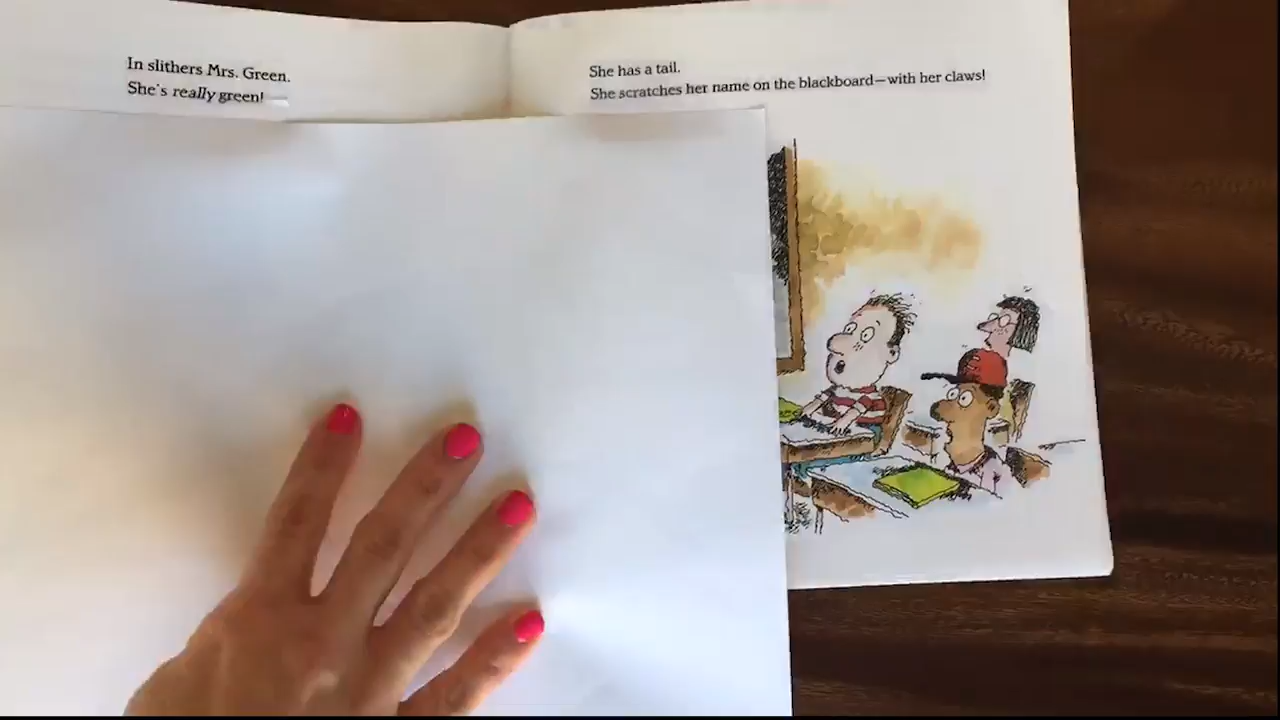 In slithers Mrs. Green.
She's really green!
She has a tail.
She scratches her name on the blackboard—with her claws!